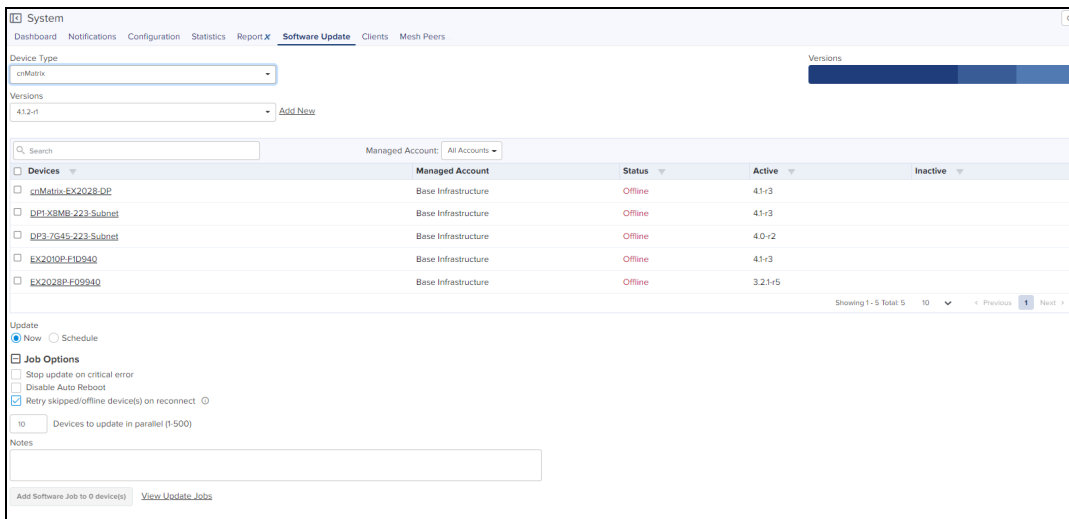 System
Dashboard Notifications Configuration Statistics Report X Software Update Clients Mesh Peers
Device Type
Versions
cnMatrix
Versions
4.1.2-r1
Add New
Search
Managed Account: All Accounts
Devices Managed Account Status Active Inactive
cnMatrix-EX2028-DP Base Infrastructure Offline 4.1-r3
DP1-X8MB-223-Subnet Base Infrastructure Offline 4.1-r3
DP3-7G45-223-Subnet Base Infrastructure Offline 4.0-r2
EX2010P-F1D940 Base Infrastructure Offline 4.1-r3
EX2028P-F09940 Base Infrastructure Offline 3.2.1-r5
Showing 1 - 5 Total: 5 10 < Previous 1 Next >
Update
Now Schedule
Job Options
Stop update on critical error
Disable Auto Reboot
Retry skipped/offline device(s) on reconnect
10 Devices to update in parallel (1-500)
Notes
Add Software Job to 0 device(s) View Update Jobs